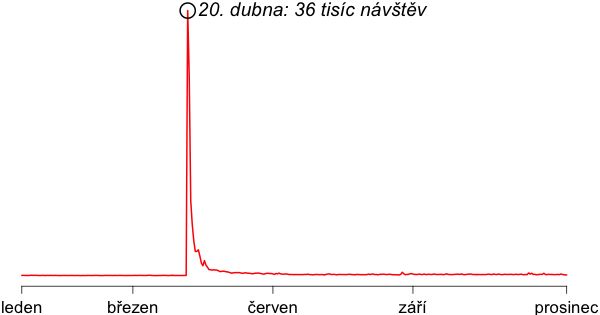 20. dubna: 36 tisíc návštěv
leden březen červen září prosinec